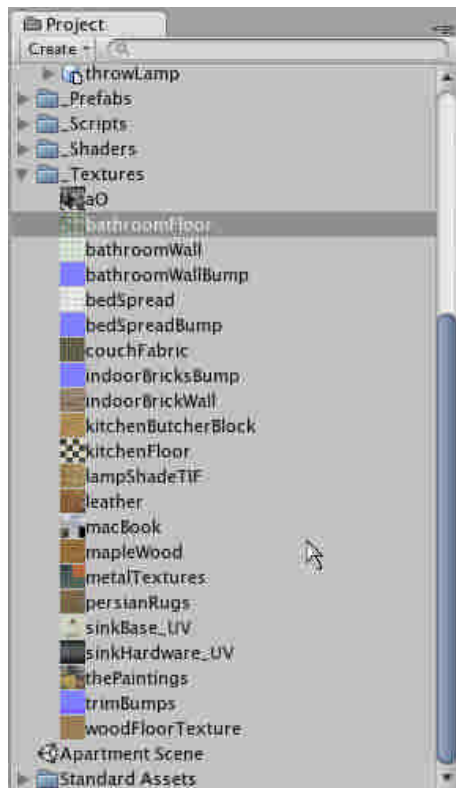 Project
Create
throwLamp
_Prefabs
_Scripts
_Shaders
_Textures
aO
bathroomFloor
bathroomWall
bathroomWallBump
bedSpread
bedSpreadBump
couchFabric
indoorBricksBump
indoorBrickWall
kitchenButcherBlock
kitchenFloor
lampShadeTIF
leather
macBook
mapleWood
metalTextures
persianRugs
sinkBase_UV
sinkHardware_UV
thePaintings
trimBumps
woodFloorTexture
Apartment Scene
Standard Assets